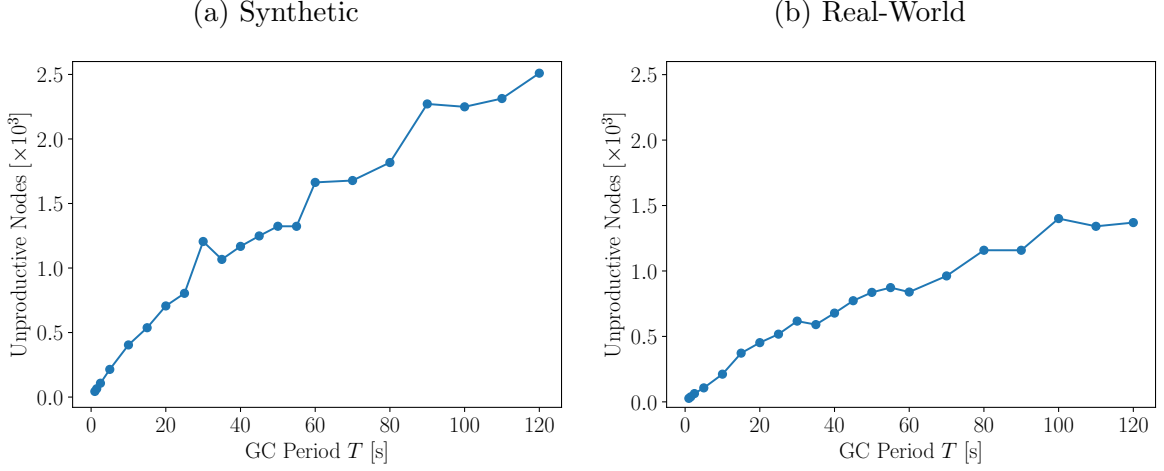 (a) Synthetic
Unproductive Nodes [×10³]
2.5
2.0
1.5
1.0
0.5
0.0
0 20 40 60 80 100 120
GC Period T [s]
(b) Real-World
Unproductive Nodes [×10³]
2.5
2.0
1.5
1.0
0.5
0.0
0 20 40 60 80 100 120
GC Period T [s]